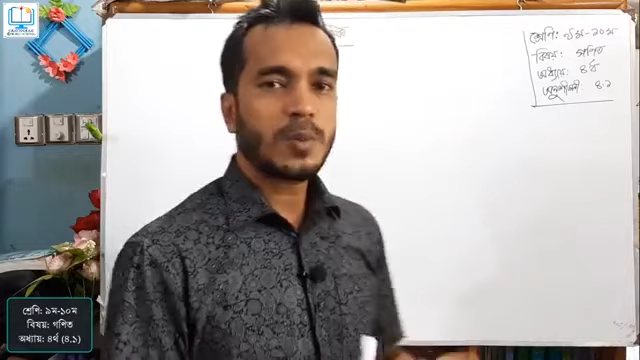 শ্রেণি: ৯ম-১০ম
বিষয়: গণিত
অধ্যায়: ৪র্থ
অনুশীলনী: ৪.১
শ্রেণি: ৯ম-১০ম
বিষয়: গণিত
অধ্যায়: ৪র্থ (৪.১)